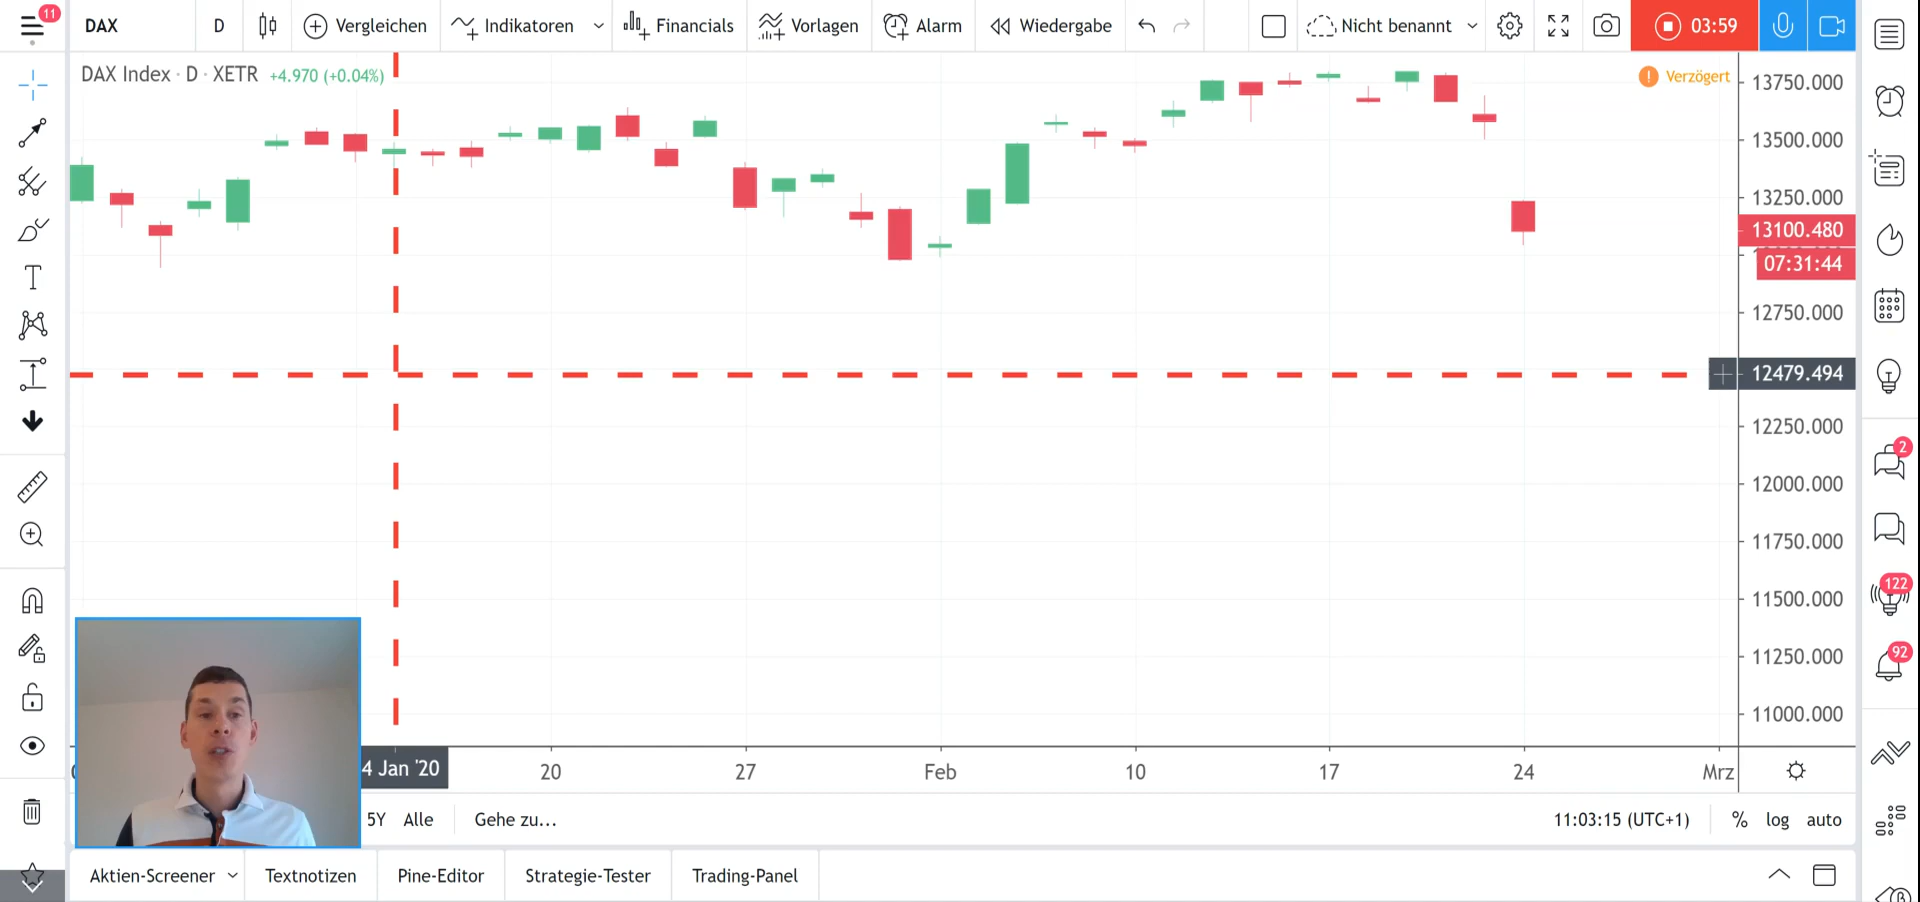 11
DAX
D
Vergleichen
Indikatoren
Financials
Vorlagen
Alarm
Wiedergabe
Nicht benannt
03:59
DAX Index · D · XETR +4.970 (+0.04%)
Verzögert
13750.000
13500.000
13250.000
13100.480
07:31:44
12750.000
12479.494
12250.000
12000.000
11750.000
11500.000
11250.000
11000.000
T
2
122
92
4 Jan '20
20
27
Feb
10
17
24
Mrz
5Y Alle Gehe zu...
11:03:15 (UTC+1) % log auto
Aktien-Screener
Textnotizen
Pine-Editor
Strategie-Tester
Trading-Panel